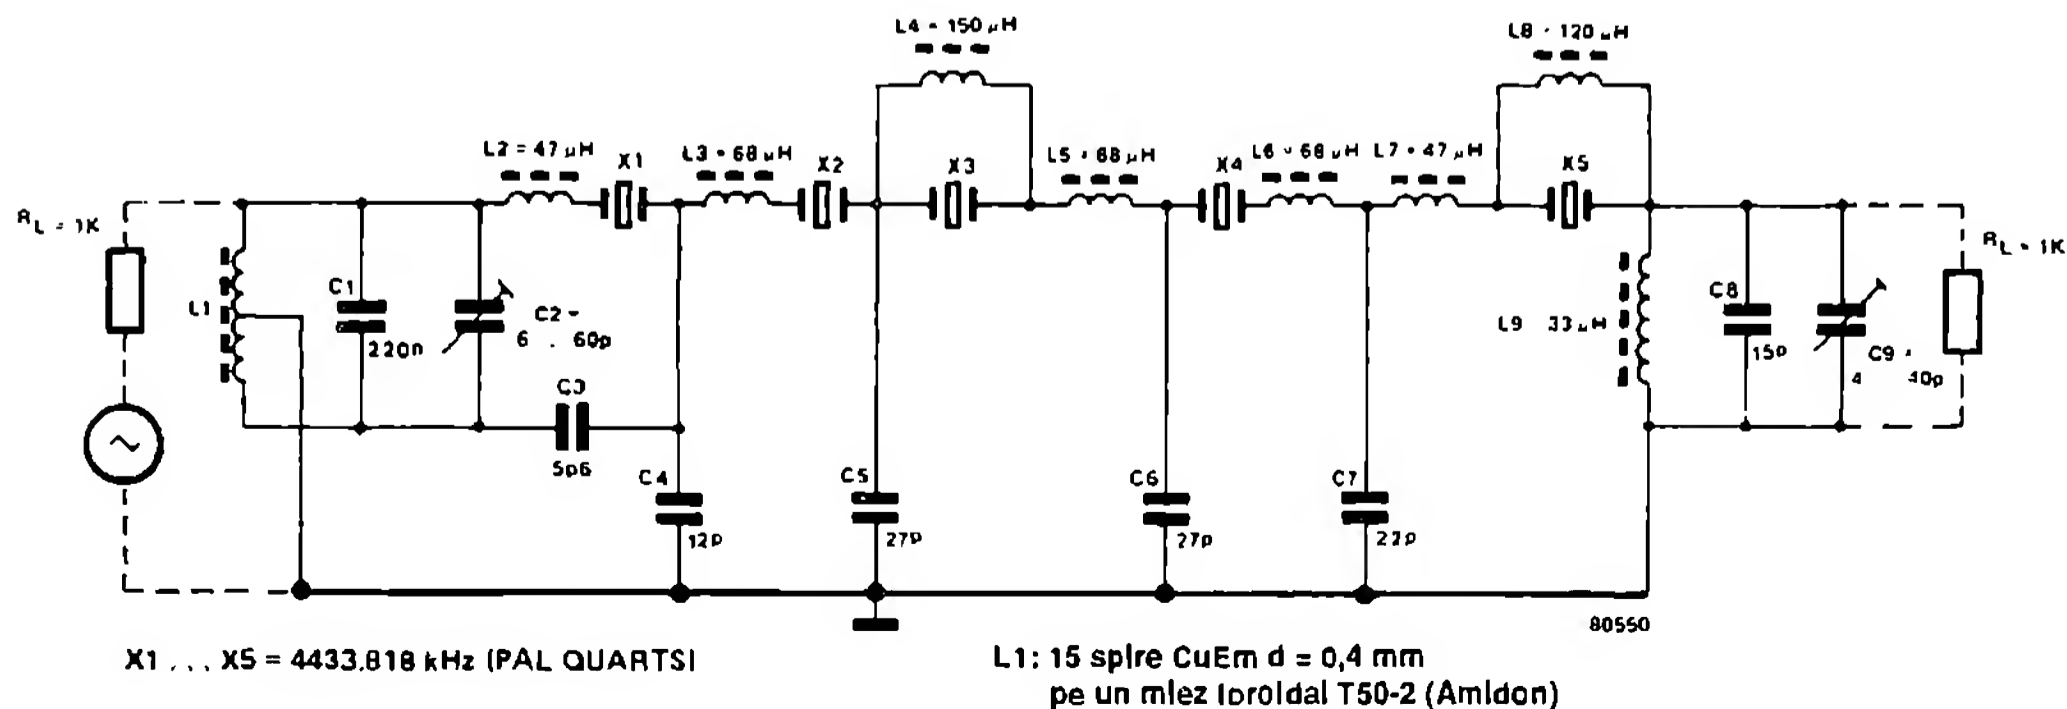 L4 - 150 µH
L8 · 120 µH
L2 = 47 µH
X1
L3 · 68 µH
X2
X3
L5 · 68 µH
X4
L6 · 68 µH
L7 · 47 µH
X5
RL = 1K
RL - 1K
L1
C1
220n
C2 -
6 . 60p
C3
5p6
C4
12p
C5
27p
C6
27p
C7
22p
L9 33µH
C8
15p
C9 ·
4 40p
80550
X1 ... X5 = 4433.818 kHz (PAL QUARTS)
L1: 15 spire CuEm d = 0,4 mm
pe un miez toroidal T50-2 (Amidon)